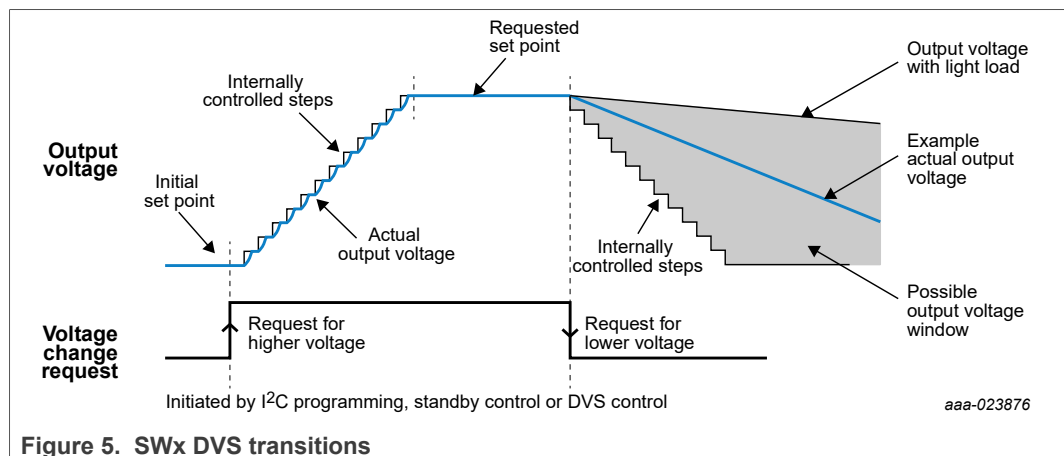 Requested
set point
Output voltage
with light load
Internally
controlled steps
Output
voltage
Example
actual output
voltage
Initial
set point
Actual
output voltage
Internally
controlled steps
Possible
output voltage
window
Voltage
change
request
Request for
higher voltage
Request for
lower voltage
Initiated by I2C programming, standby control or DVS control
aaa-023876
Figure 5. SWx DVS transitions